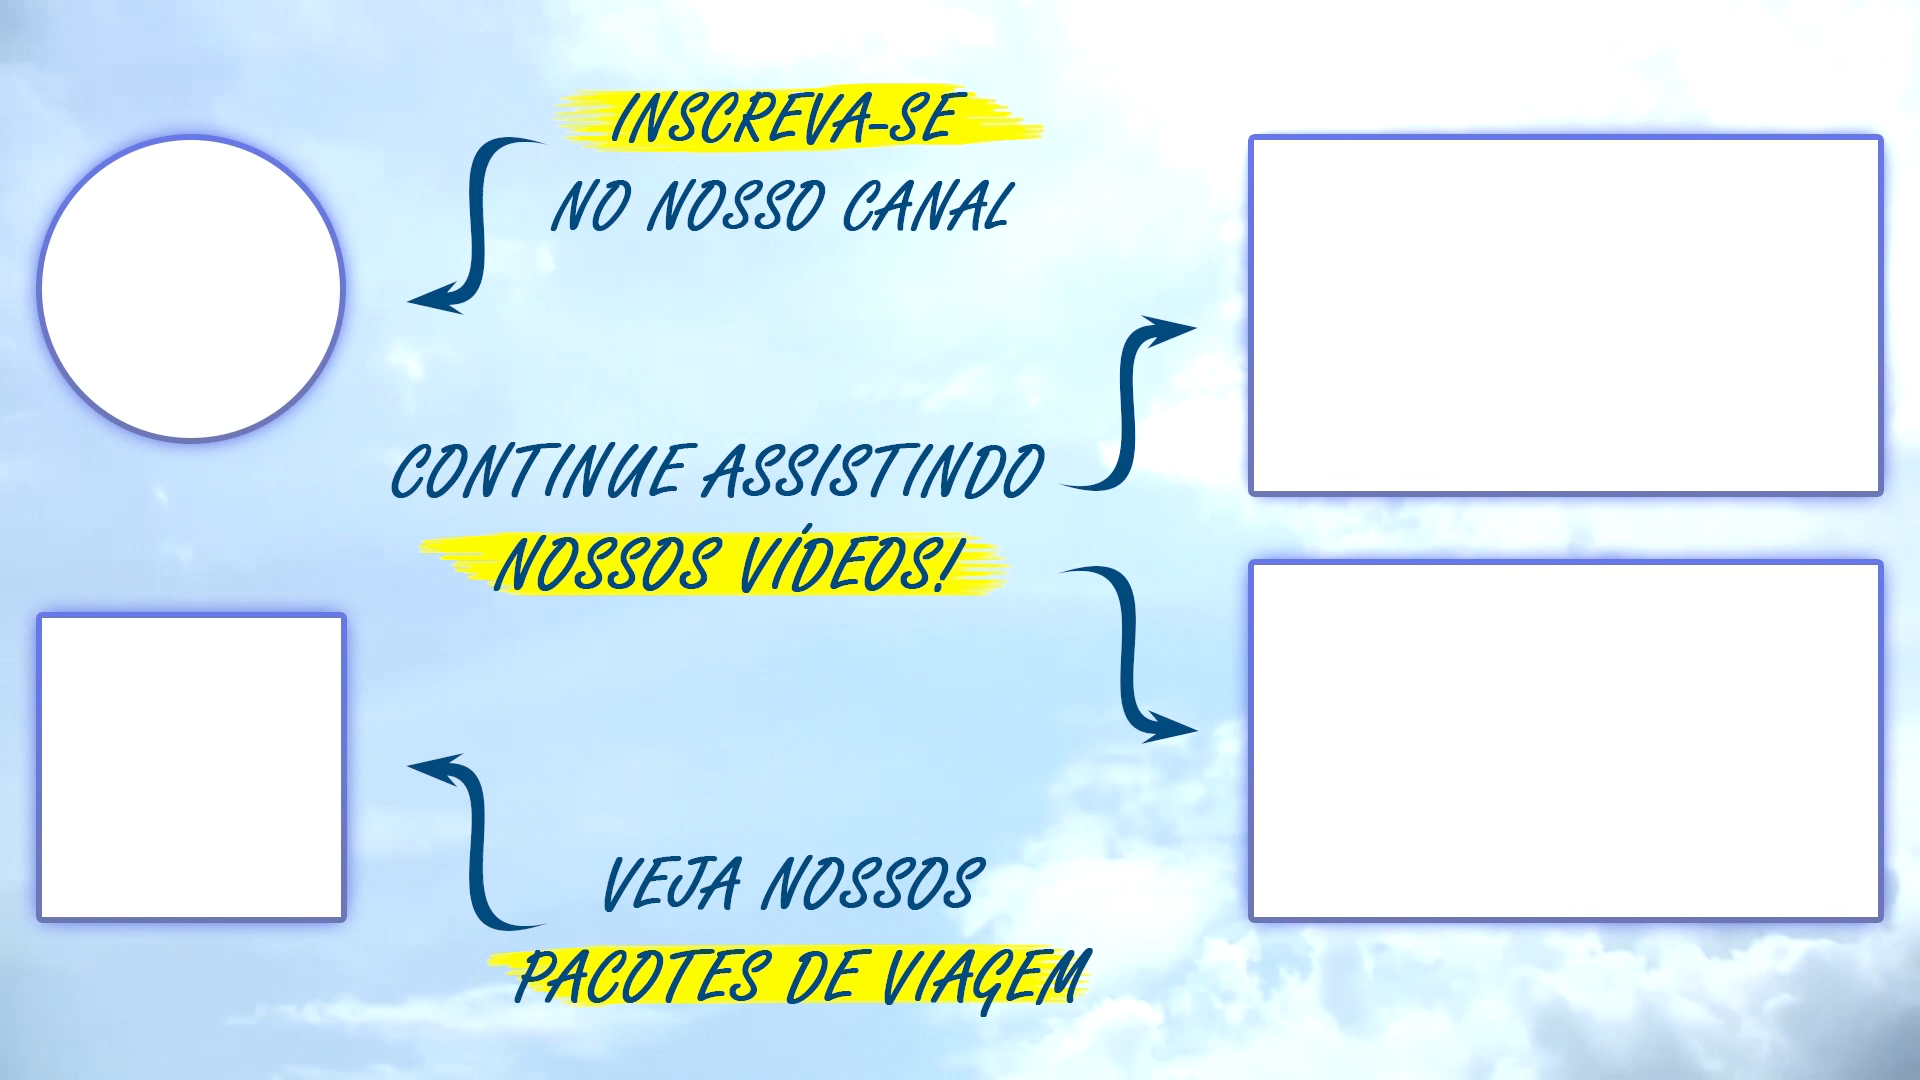 INSCREVA-SE
NO NOSSO CANAL
CONTINUE ASSISTINDO
NOSSOS VÍDEOS!
VEJA NOSSOS
PACOTES DE VIAGEM